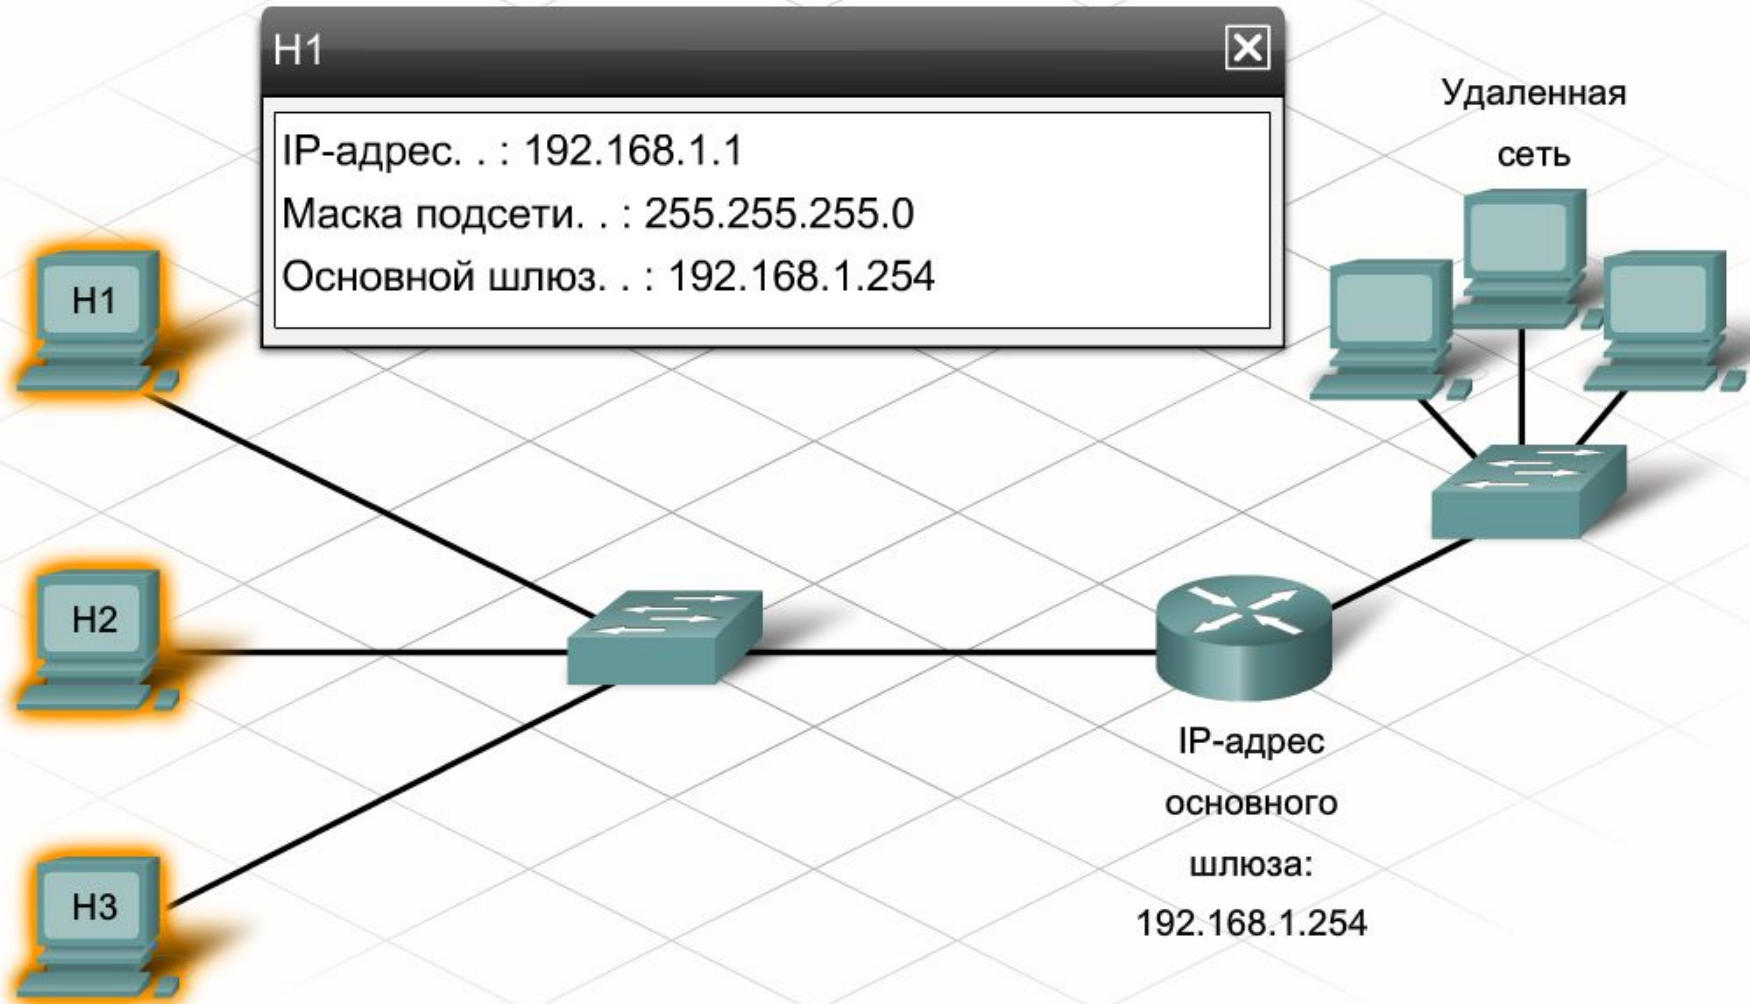 H1
IP-адрес. . : 192.168.1.1
Маска подсети. . : 255.255.255.0
Основной шлюз. . : 192.168.1.254
Удаленная
сеть
H1
H2
H3
IP-адрес
основного
шлюза:
192.168.1.254